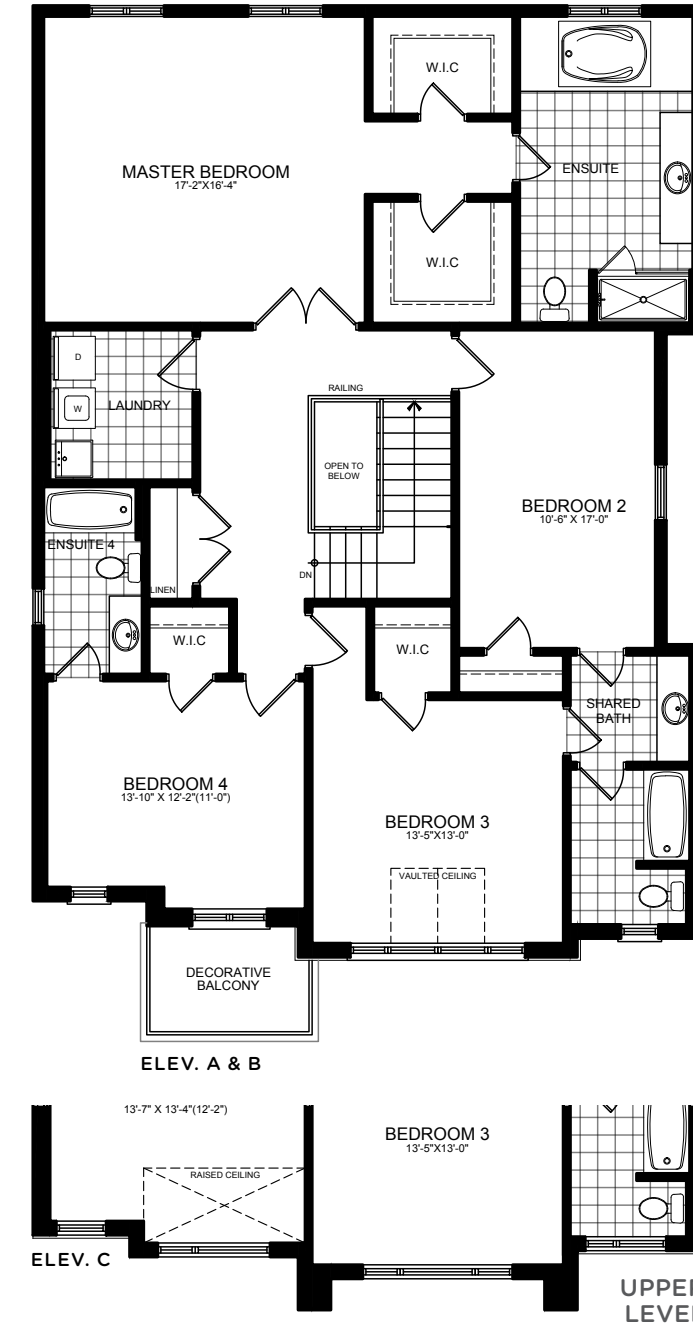 W.I.C
MASTER BEDROOM
17'-2"X16'-4"
ENSUITE
W.I.C
D
W
LAUNDRY
RAILING
OPEN TO
BELOW
DN
BEDROOM 2
10'-6" X 17'-0"
ENSUITE 4
LINEN
W.I.C
W.I.C
SHARED
BATH
BEDROOM 4
13'-10" X 12'-2"(11'-0")
BEDROOM 3
13'-5"X13'-0"
VAULTED CEILING
DECORATIVE
BALCONY
ELEV. A & B
13'-7" X 13'-4"(12'-2")
BEDROOM 3
13'-5"X13'-0"
RAISED CEILING
ELEV. C
UPPER
LEVEL